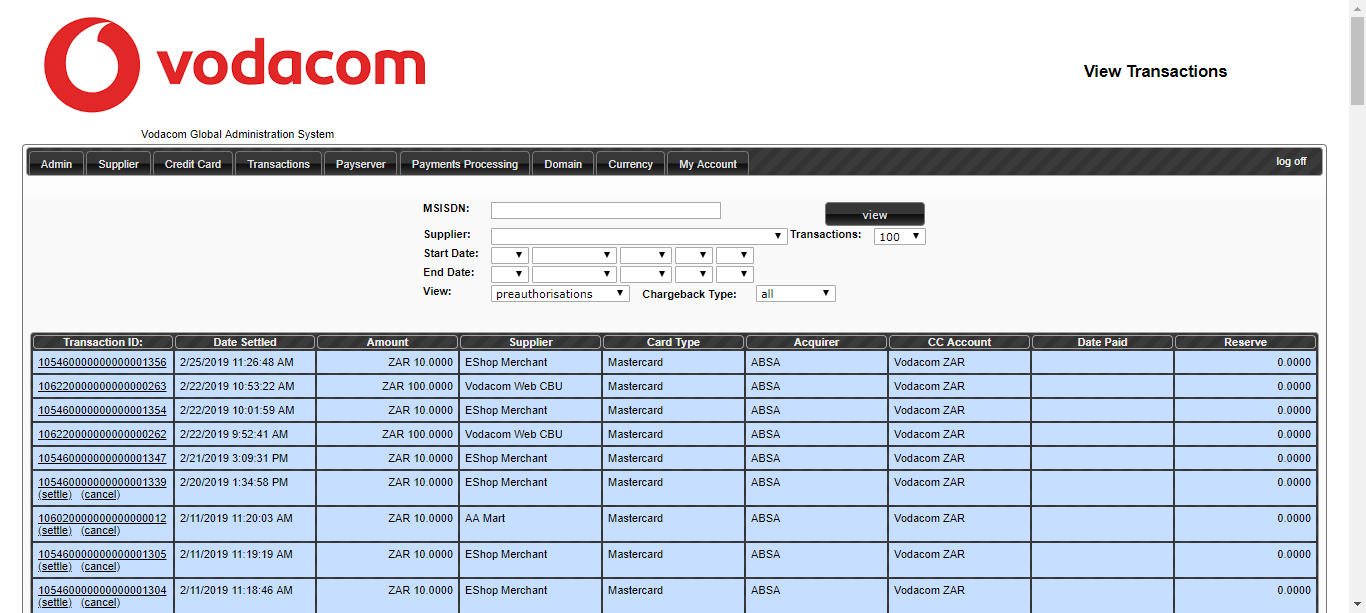 vodacom
View Transactions
Vodacom Global Administration System
Admin Supplier Credit Card Transactions Payserver Payments Processing Domain Currency My Account log off
MSISDN: view
Supplier: Transactions: 100
Start Date:
End Date:
View: preauthorisations Chargeback Type: all
Transaction ID: Date Settled Amount Supplier Card Type Acquirer CC Account Date Paid Reserve
105460000000000001356 2/25/2019 11:26:48 AM ZAR 10.0000 EShop Merchant Mastercard ABSA Vodacom ZAR 0.0000
106220000000000000263 2/22/2019 10:53:22 AM ZAR 100.0000 Vodacom Web CBU Mastercard ABSA Vodacom ZAR 0.0000
105460000000000001354 2/22/2019 10:01:59 AM ZAR 10.0000 EShop Merchant Mastercard ABSA Vodacom ZAR 0.0000
106220000000000000262 2/22/2019 9:52:41 AM ZAR 100.0000 Vodacom Web CBU Mastercard ABSA Vodacom ZAR 0.0000
105460000000000001347 2/21/2019 3:09:31 PM ZAR 10.0000 EShop Merchant Mastercard ABSA Vodacom ZAR 0.0000
105460000000000001339 2/20/2019 1:34:58 PM ZAR 10.0000 EShop Merchant Mastercard ABSA Vodacom ZAR 0.0000
(settle) (cancel)
106020000000000000012 2/11/2019 11:20:03 AM ZAR 10.0000 AA Mart Mastercard ABSA Vodacom ZAR 0.0000
(settle) (cancel)
105460000000000001305 2/11/2019 11:19:19 AM ZAR 10.0000 EShop Merchant Mastercard ABSA Vodacom ZAR 0.0000
(settle) (cancel)
105460000000000001304 2/11/2019 11:18:46 AM ZAR 10.0000 EShop Merchant Mastercard ABSA Vodacom ZAR 0.0000
(settle) (cancel)